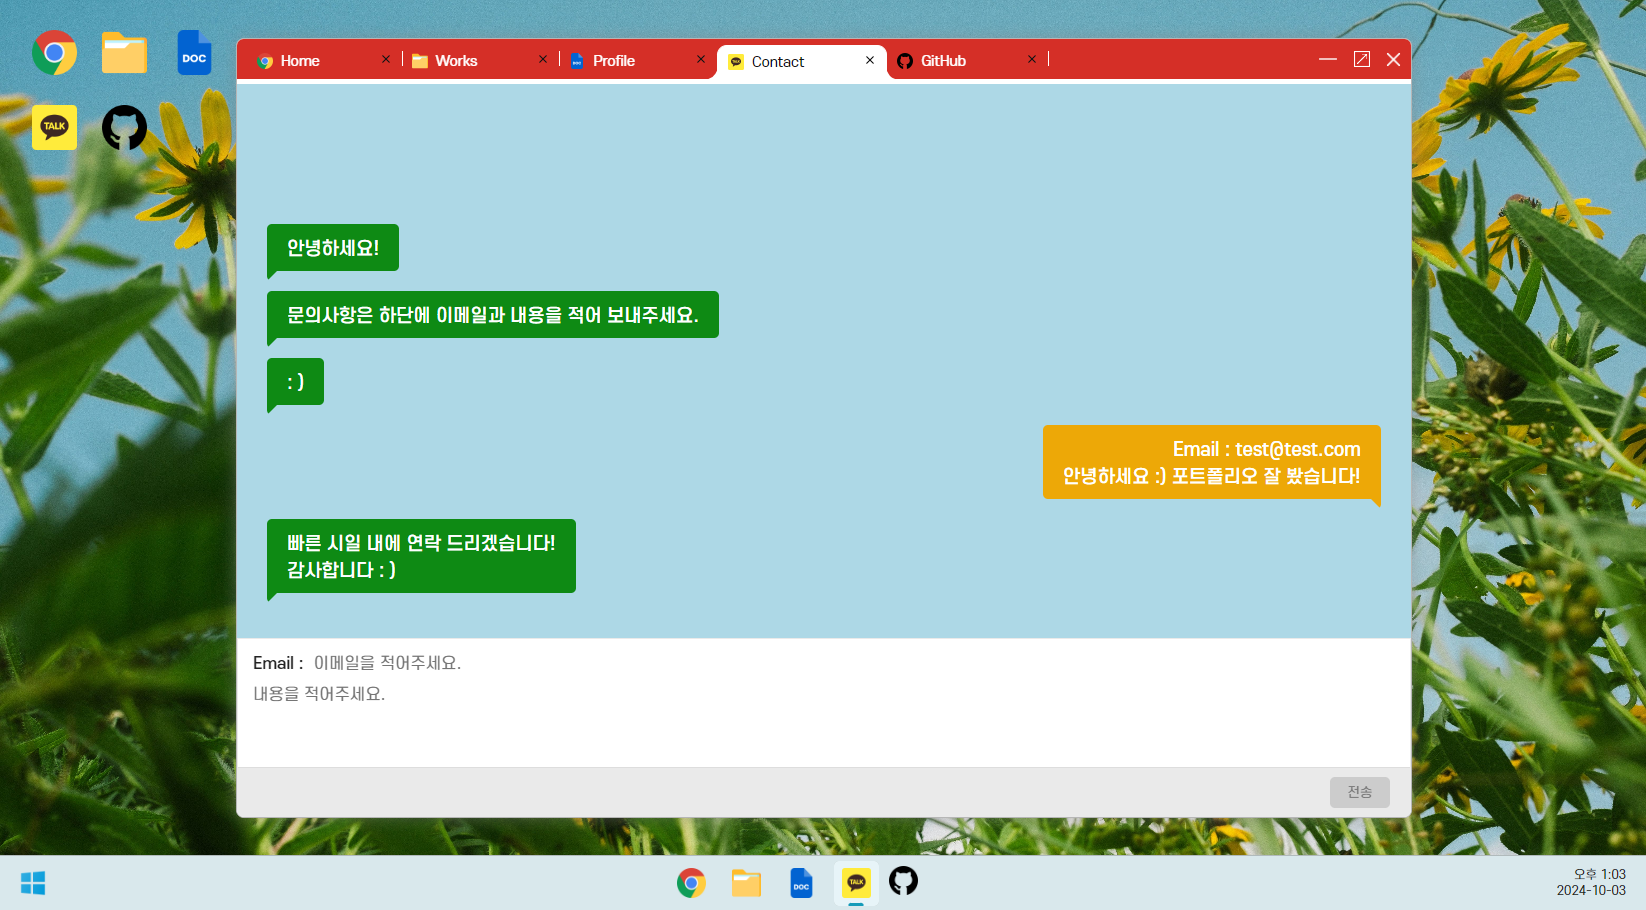 DOC
TALK
Home
Works
Profile
Contact
GitHub
안녕하세요!
문의사항은 하단에 이메일과 내용을 적어 보내주세요.
: )
Email : test@test.com
안녕하세요 :) 포트폴리오 잘 봤습니다!
빠른 시일 내에 연락 드리겠습니다!
감사합니다 : )
Email : 이메일을 적어주세요.
내용을 적어주세요.
전송
DOC
TALK
오후 1:03
2024-10-03